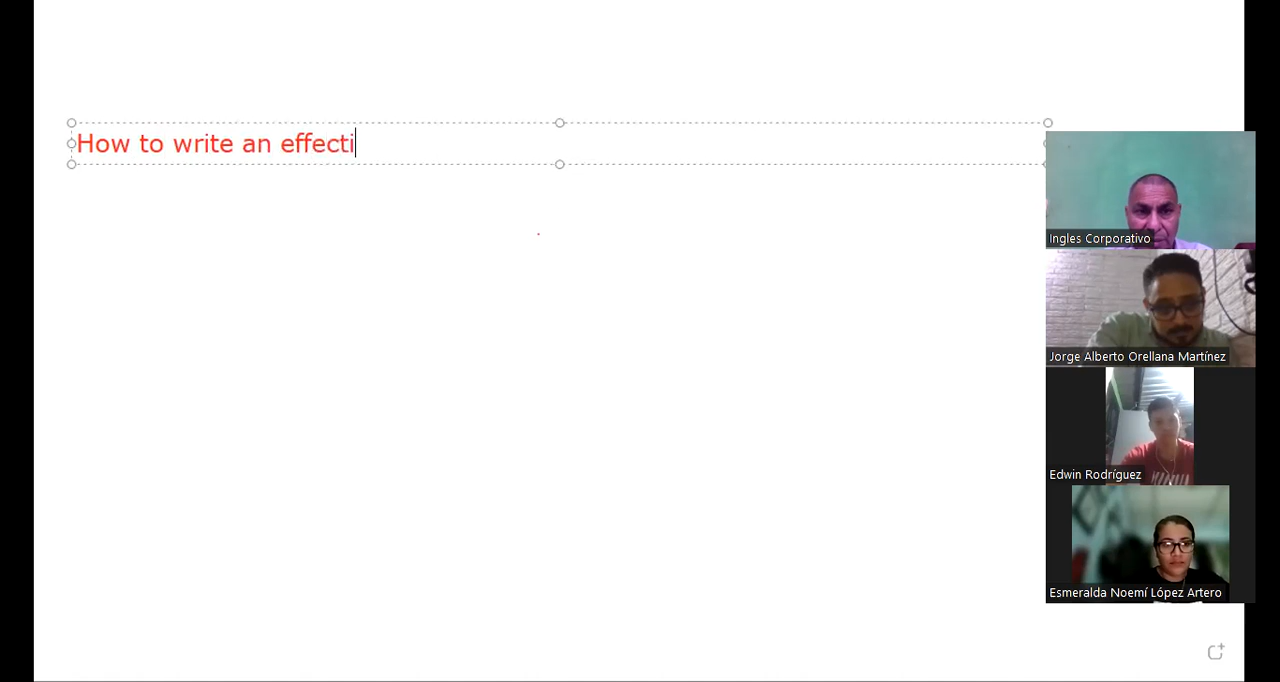 How to write an effecti
Ingles Corporativo
Jorge Alberto Orellana Martínez
Edwin Rodríguez
Esmeralda Noemí López Artero